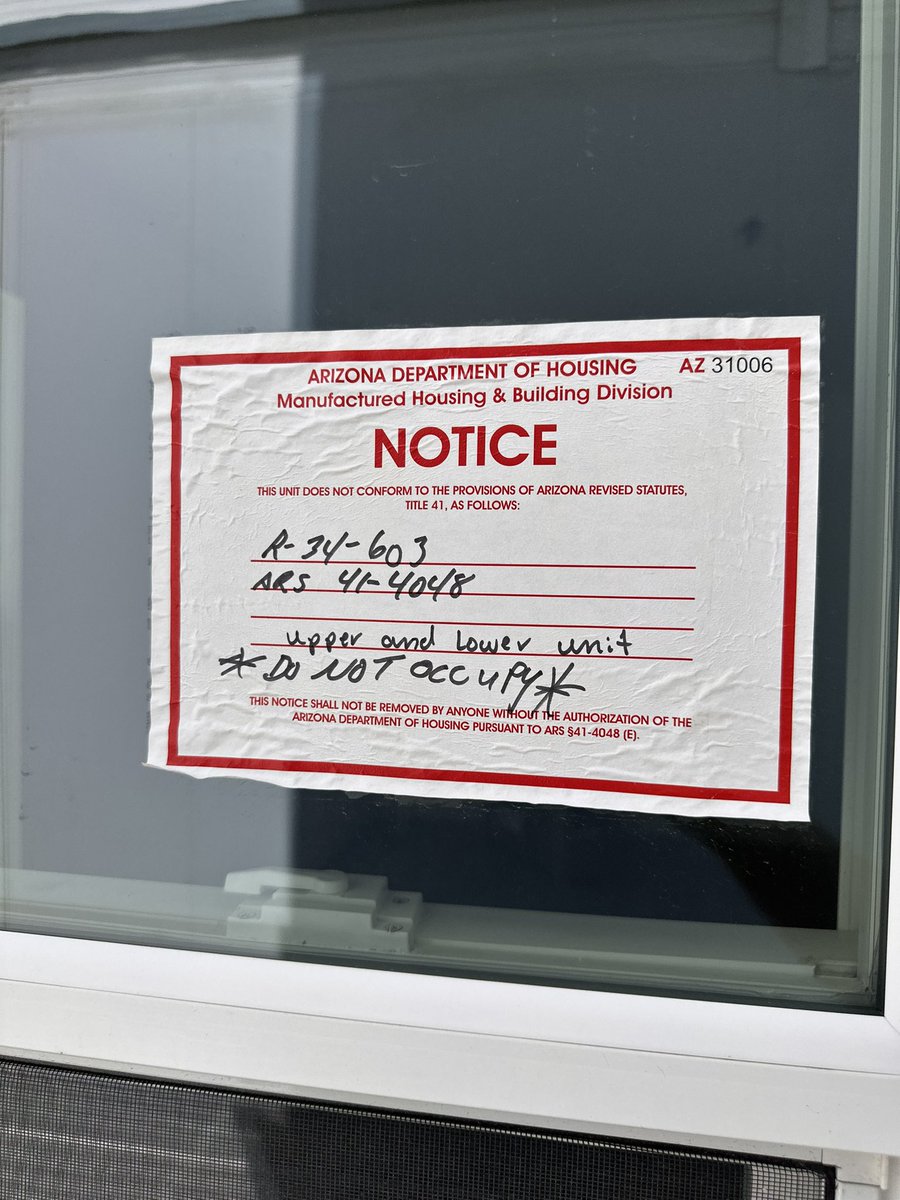 ARIZONA DEPARTMENT OF HOUSING AZ 31006
Manufactured Housing & Building Division
NOTICE
THIS UNIT DOES NOT CONFORM TO THE PROVISIONS OF ARIZONA REVISED STATUTES,
TITLE 41, AS FOLLOWS:
R-34-603
ARS 41-4048
upper and Lower unit
*DO NOT OCCUPY*
THIS NOTICE SHALL NOT BE REMOVED BY ANYONE WITHOUT THE AUTHORIZATION OF THE
ARIZONA DEPARTMENT OF HOUSING PURSUANT TO ARS §41-4048 (E).